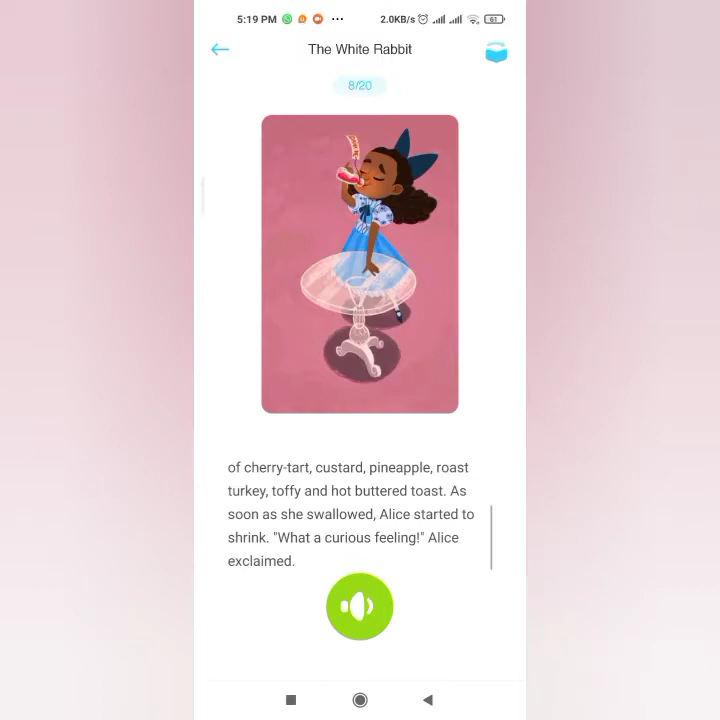 5:19 PM ... 2.0KB/s 61
The White Rabbit
8/20
of cherry-tart, custard, pineapple, roast
turkey, toffy and hot buttered toast. As
soon as she swallowed, Alice started to
shrink. "What a curious feeling!" Alice
exclaimed.